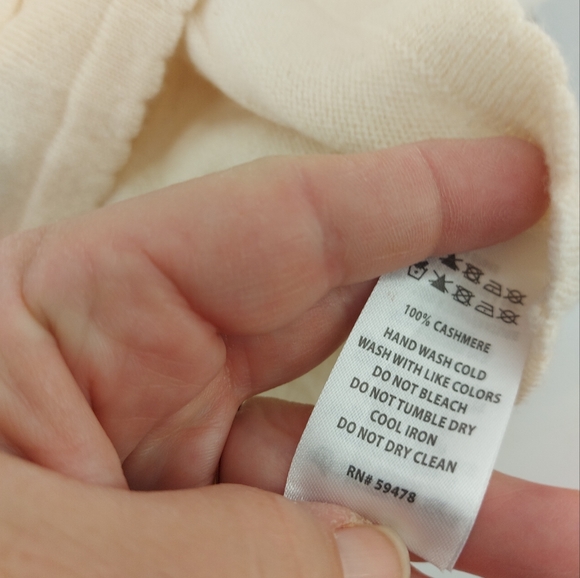 100% CASHMERE
HAND WASH COLD
WASH WITH LIKE COLORS
DO NOT BLEACH
DO NOT TUMBLE DRY
COOL IRON
DO NOT DRY CLEAN
RN# 59478